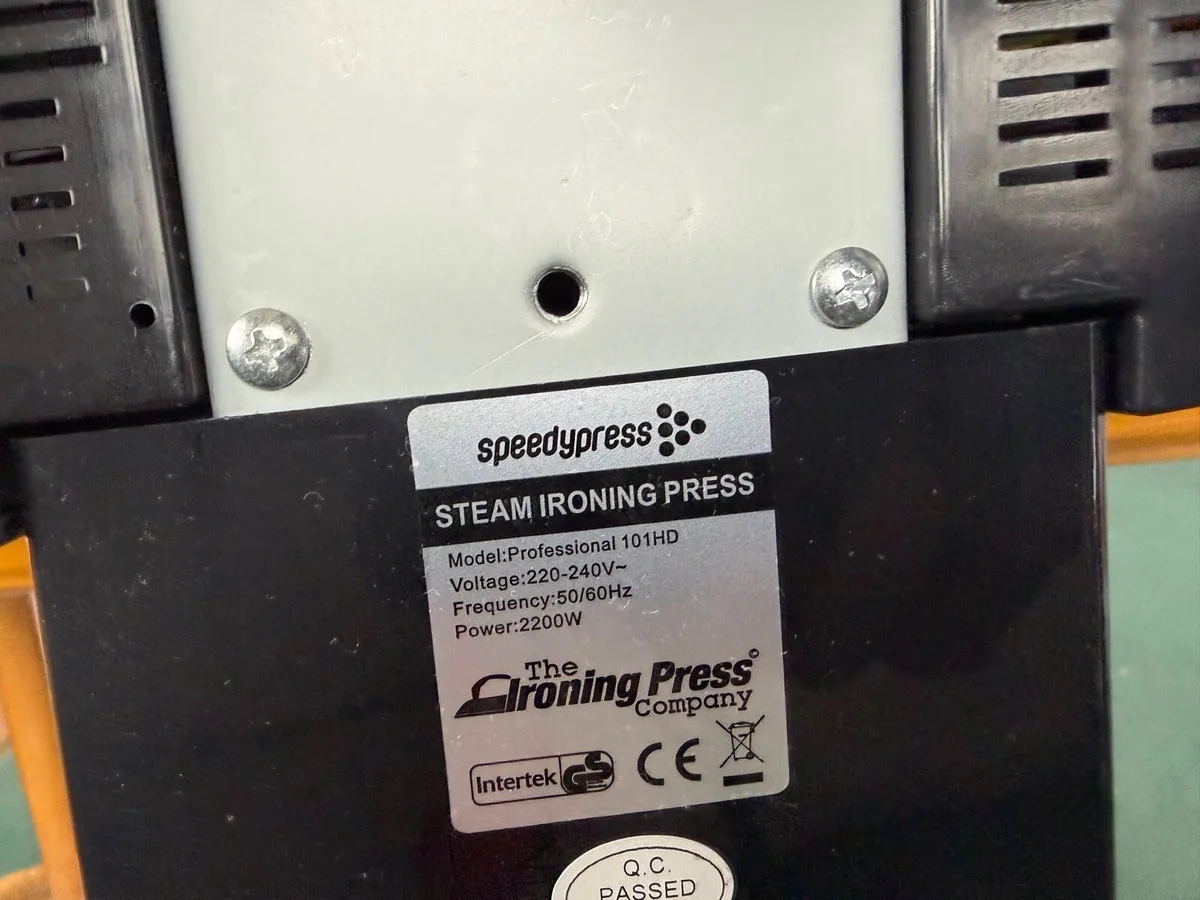 speedypress
STEAM IRONING PRESS
Model:Professional 101HD
Voltage:220-240V~
Frequency:50/60Hz
Power:2200W
The
Ironing Press©
Company
Intertek GS
CE
Q.C.
PASSED